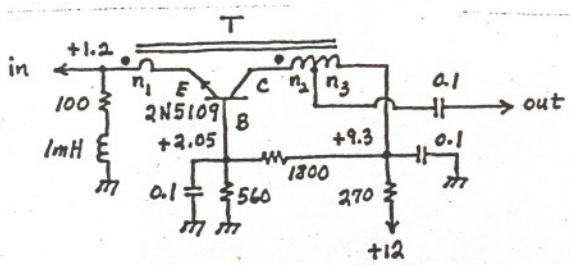 T
+1.2
in
n1
E
C
n2
n3
0.1
out
100
2N5109
B
1mH
+2.05
+9.3
0.1
1800
0.1
560
270
+12